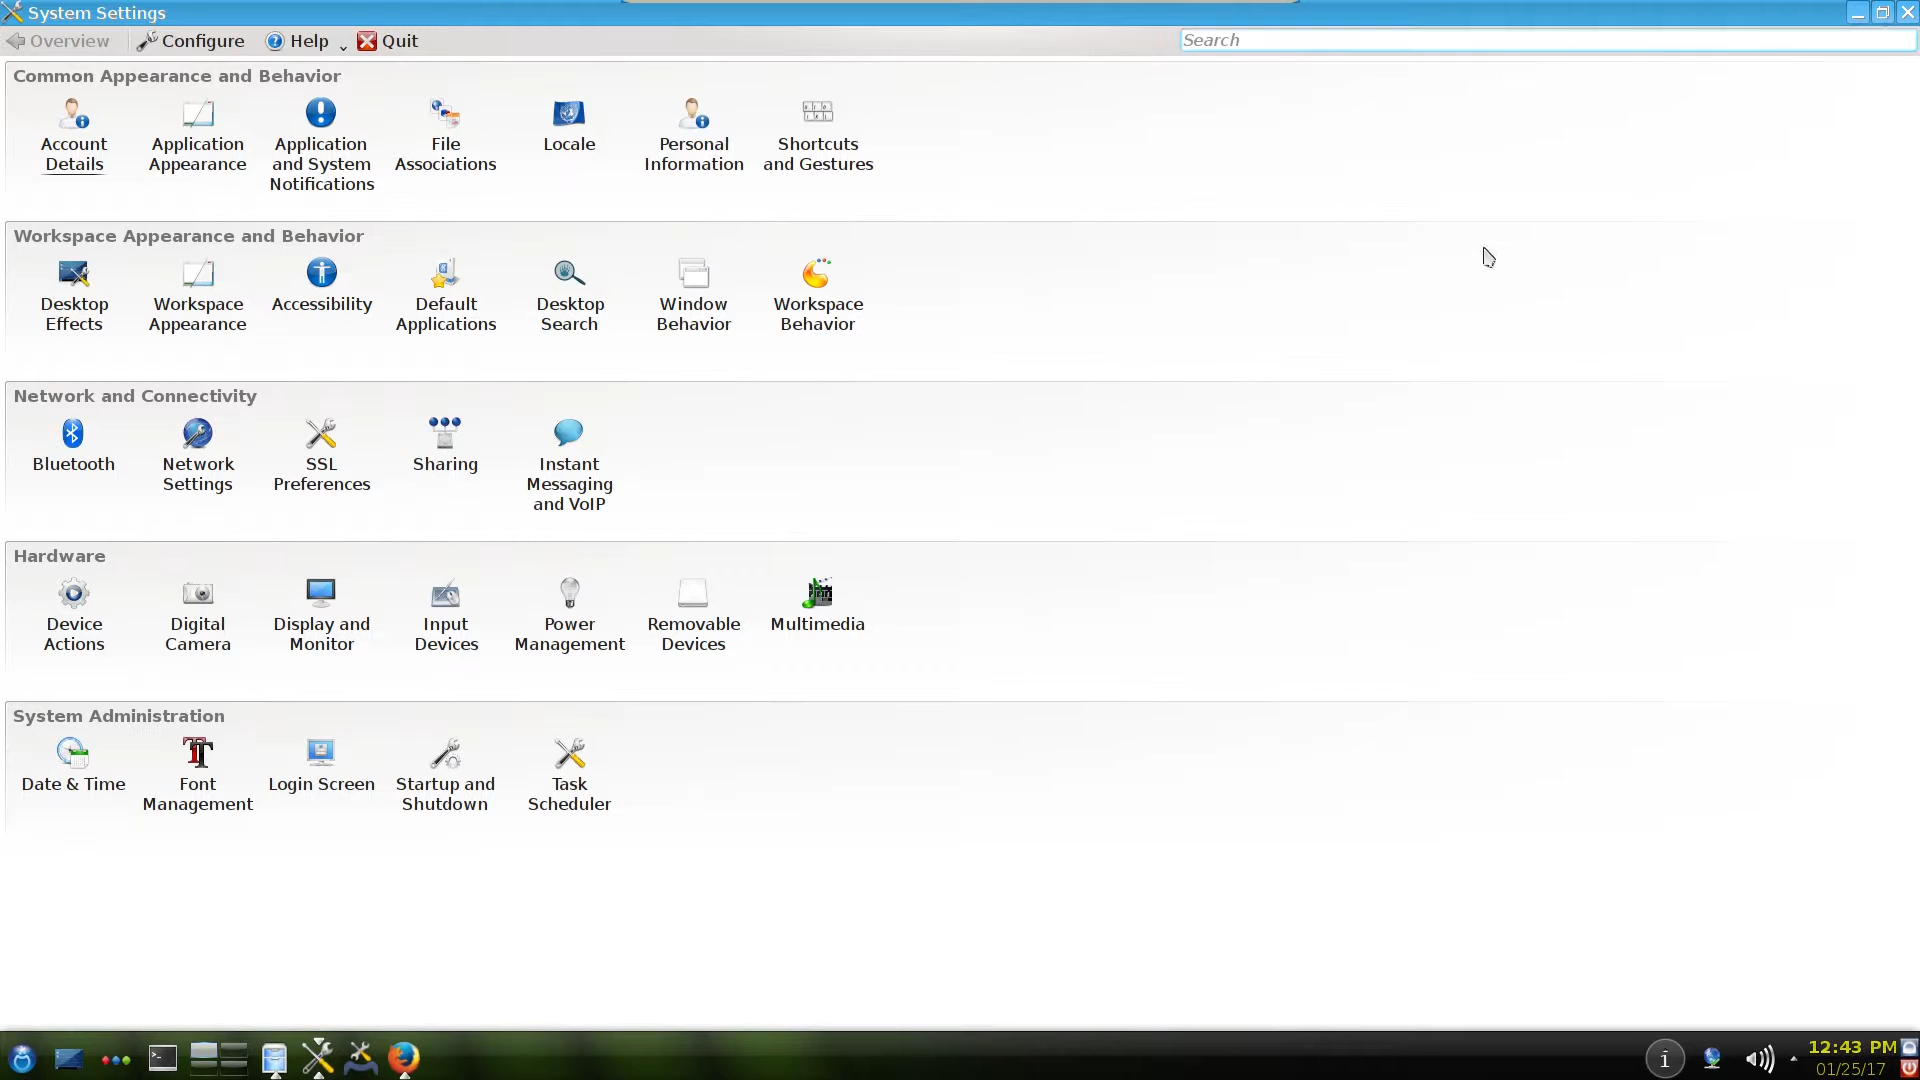 System Settings
Overview Configure Help Quit Search
Common Appearance and Behavior
Account Details
Application Appearance
Application and System Notifications
File Associations
Locale
Personal Information
Shortcuts and Gestures
Workspace Appearance and Behavior
Desktop Effects
Workspace Appearance
Accessibility
Default Applications
Desktop Search
Window Behavior
Workspace Behavior
Network and Connectivity
Bluetooth
Network Settings
SSL Preferences
Sharing
Instant Messaging and VoIP
Hardware
Device Actions
Digital Camera
Display and Monitor
Input Devices
Power Management
Removable Devices
Multimedia
System Administration
Date & Time
Font Management
Login Screen
Startup and Shutdown
Task Scheduler
12:43 PM
01/25/17